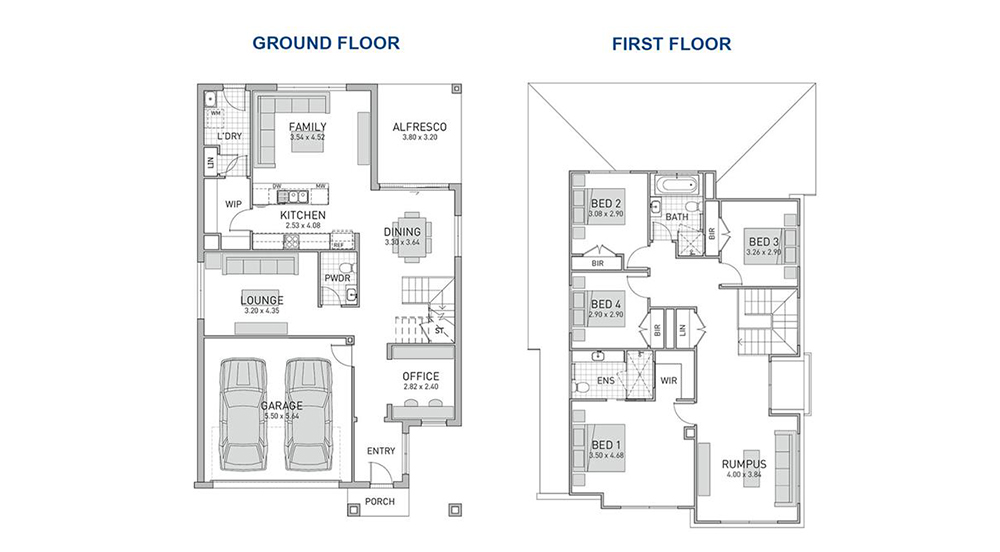 GROUND FLOOR
FAMILY
3.54 x 4.52
ALFRESCO
3.80 x 3.20
WM
L'DRY
LIN
WIP
DW
MW
KITCHEN
2.53 x 4.08
REF
DINING
3.30 x 3.64
PWDR
LOUNGE
3.20 x 4.35
ST
OFFICE
2.82 x 2.40
GARAGE
5.50 x 5.64
ENTRY
PORCH
FIRST FLOOR
BED 2
3.08 x 2.90
BATH
BIR
BED 3
3.26 x 2.90
BIR
BED 4
2.90 x 2.90
BIR
LIN
ENS
WIR
BED 1
3.50 x 4.68
RUMPUS
4.00 x 3.84